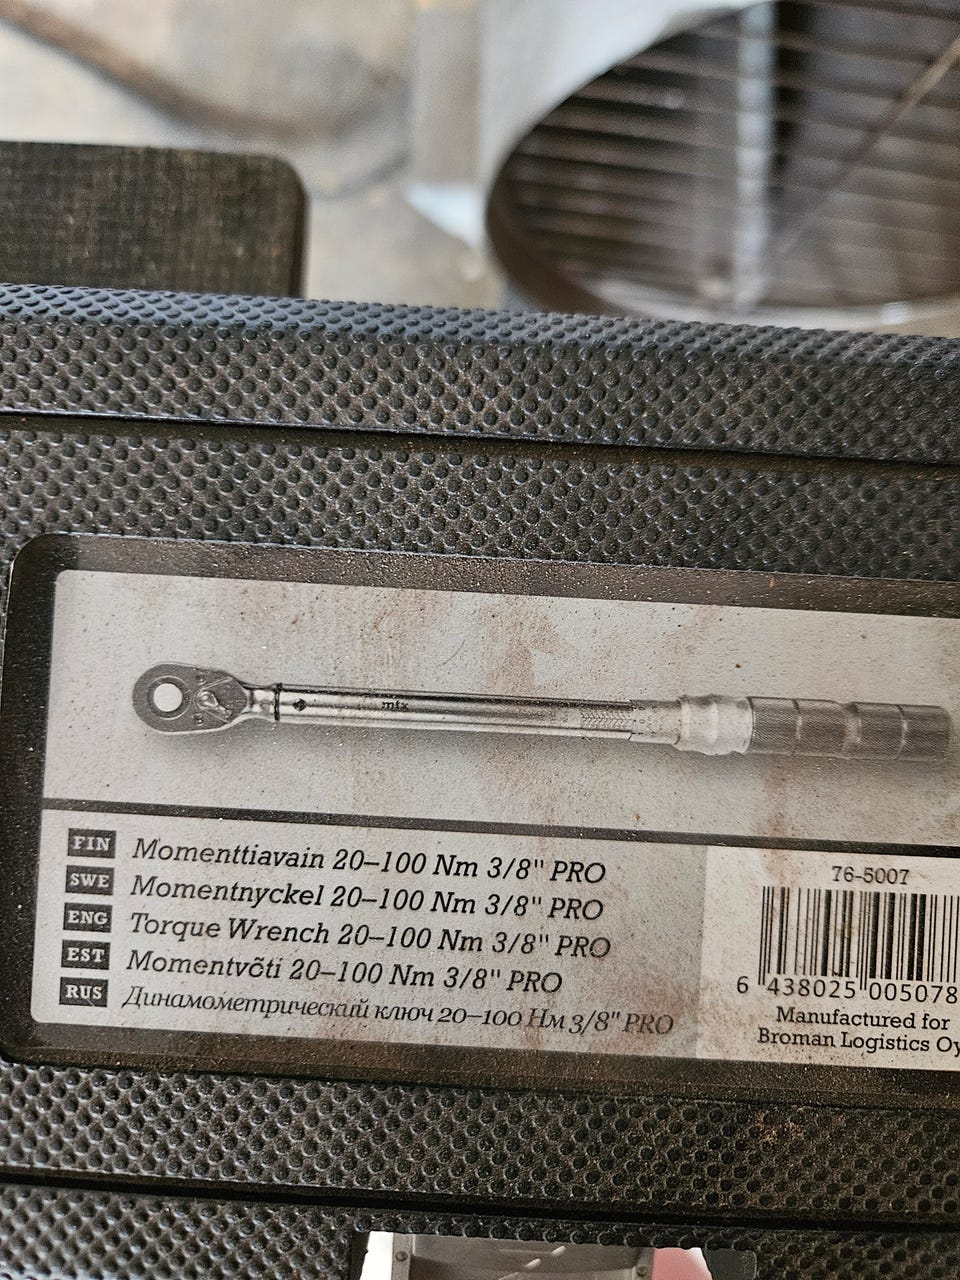 mtx
FIN Momenttiavain 20–100 Nm 3/8" PRO
SWE Momentnyckel 20–100 Nm 3/8" PRO
ENG Torque Wrench 20–100 Nm 3/8" PRO
EST Momentvõti 20–100 Nm 3/8" PRO
RUS Динамометрический ключ 20–100 Нм 3/8" PRO
76-5007
6 438025 005078
Manufactured for
Broman Logistics Oy